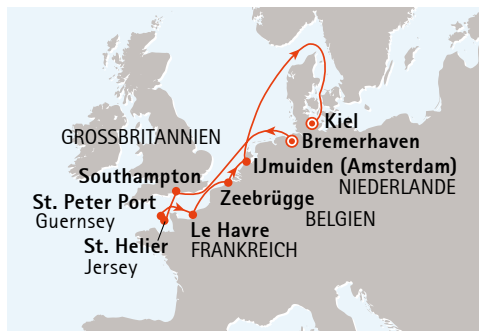 Kiel
Bremerhaven
GROSSBRITANNIEN
IJmuiden (Amsterdam)
NIEDERLANDE
Southampton
Zeebrügge
St. Peter Port
Guernsey
BELGIEN
Le Havre
St. Helier
FRANKREICH
Jersey